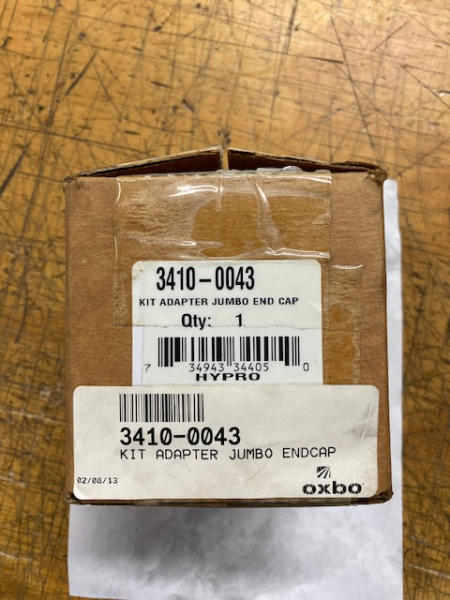 3410-0043
KIT ADAPTER JUMBO END CAP
Qty: 1
7 34943 34405 0
HYPRO
3410-0043
KIT ADAPTER JUMBO ENDCAP
02/08/13
oxbo